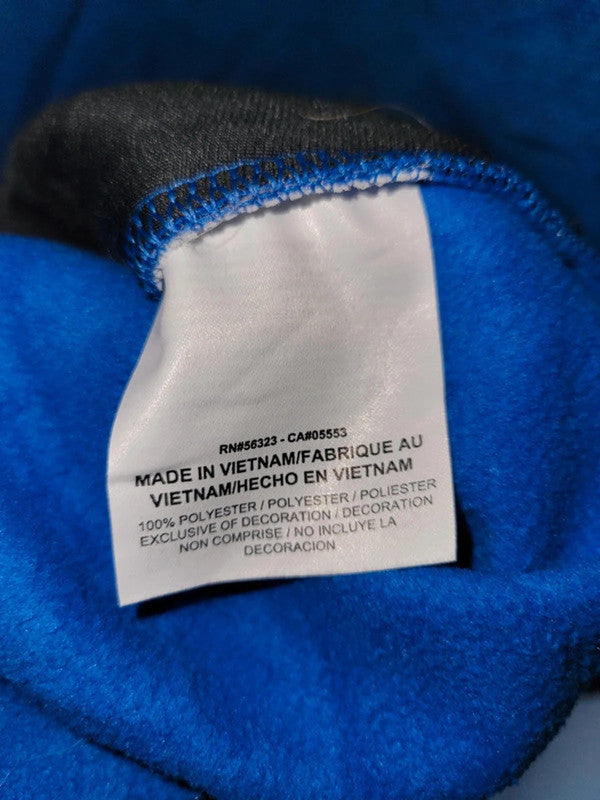 RN#56323 - CA#05553
MADE IN VIETNAM/FABRIQUE AU
VIETNAM/HECHO EN VIETNAM
100% POLYESTER / POLYESTER / POLIESTER
EXCLUSIVE OF DECORATION / DECORATION
NON COMPRISE / NO INCLUYE LA
DECORACION